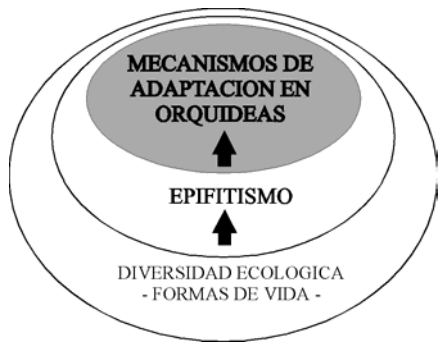 MECANISMOS DE
ADAPTACION EN
ORQUIDEAS
EPIFITISMO
DIVERSIDAD ECOLOGICA
- FORMAS DE VIDA -